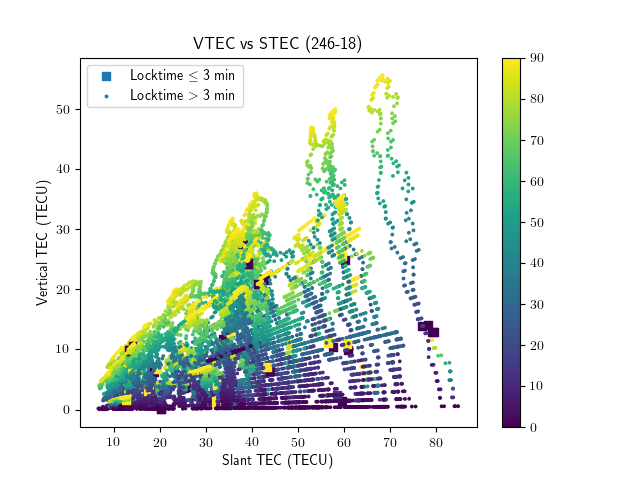 VTEC vs STEC (246-18)
Locktime ≤ 3 min
Locktime > 3 min
Vertical TEC (TECU)
50
40
30
20
10
0
10 20 30 40 50 60 70 80
Slant TEC (TECU)
90
80
70
60
50
40
30
20
10
0